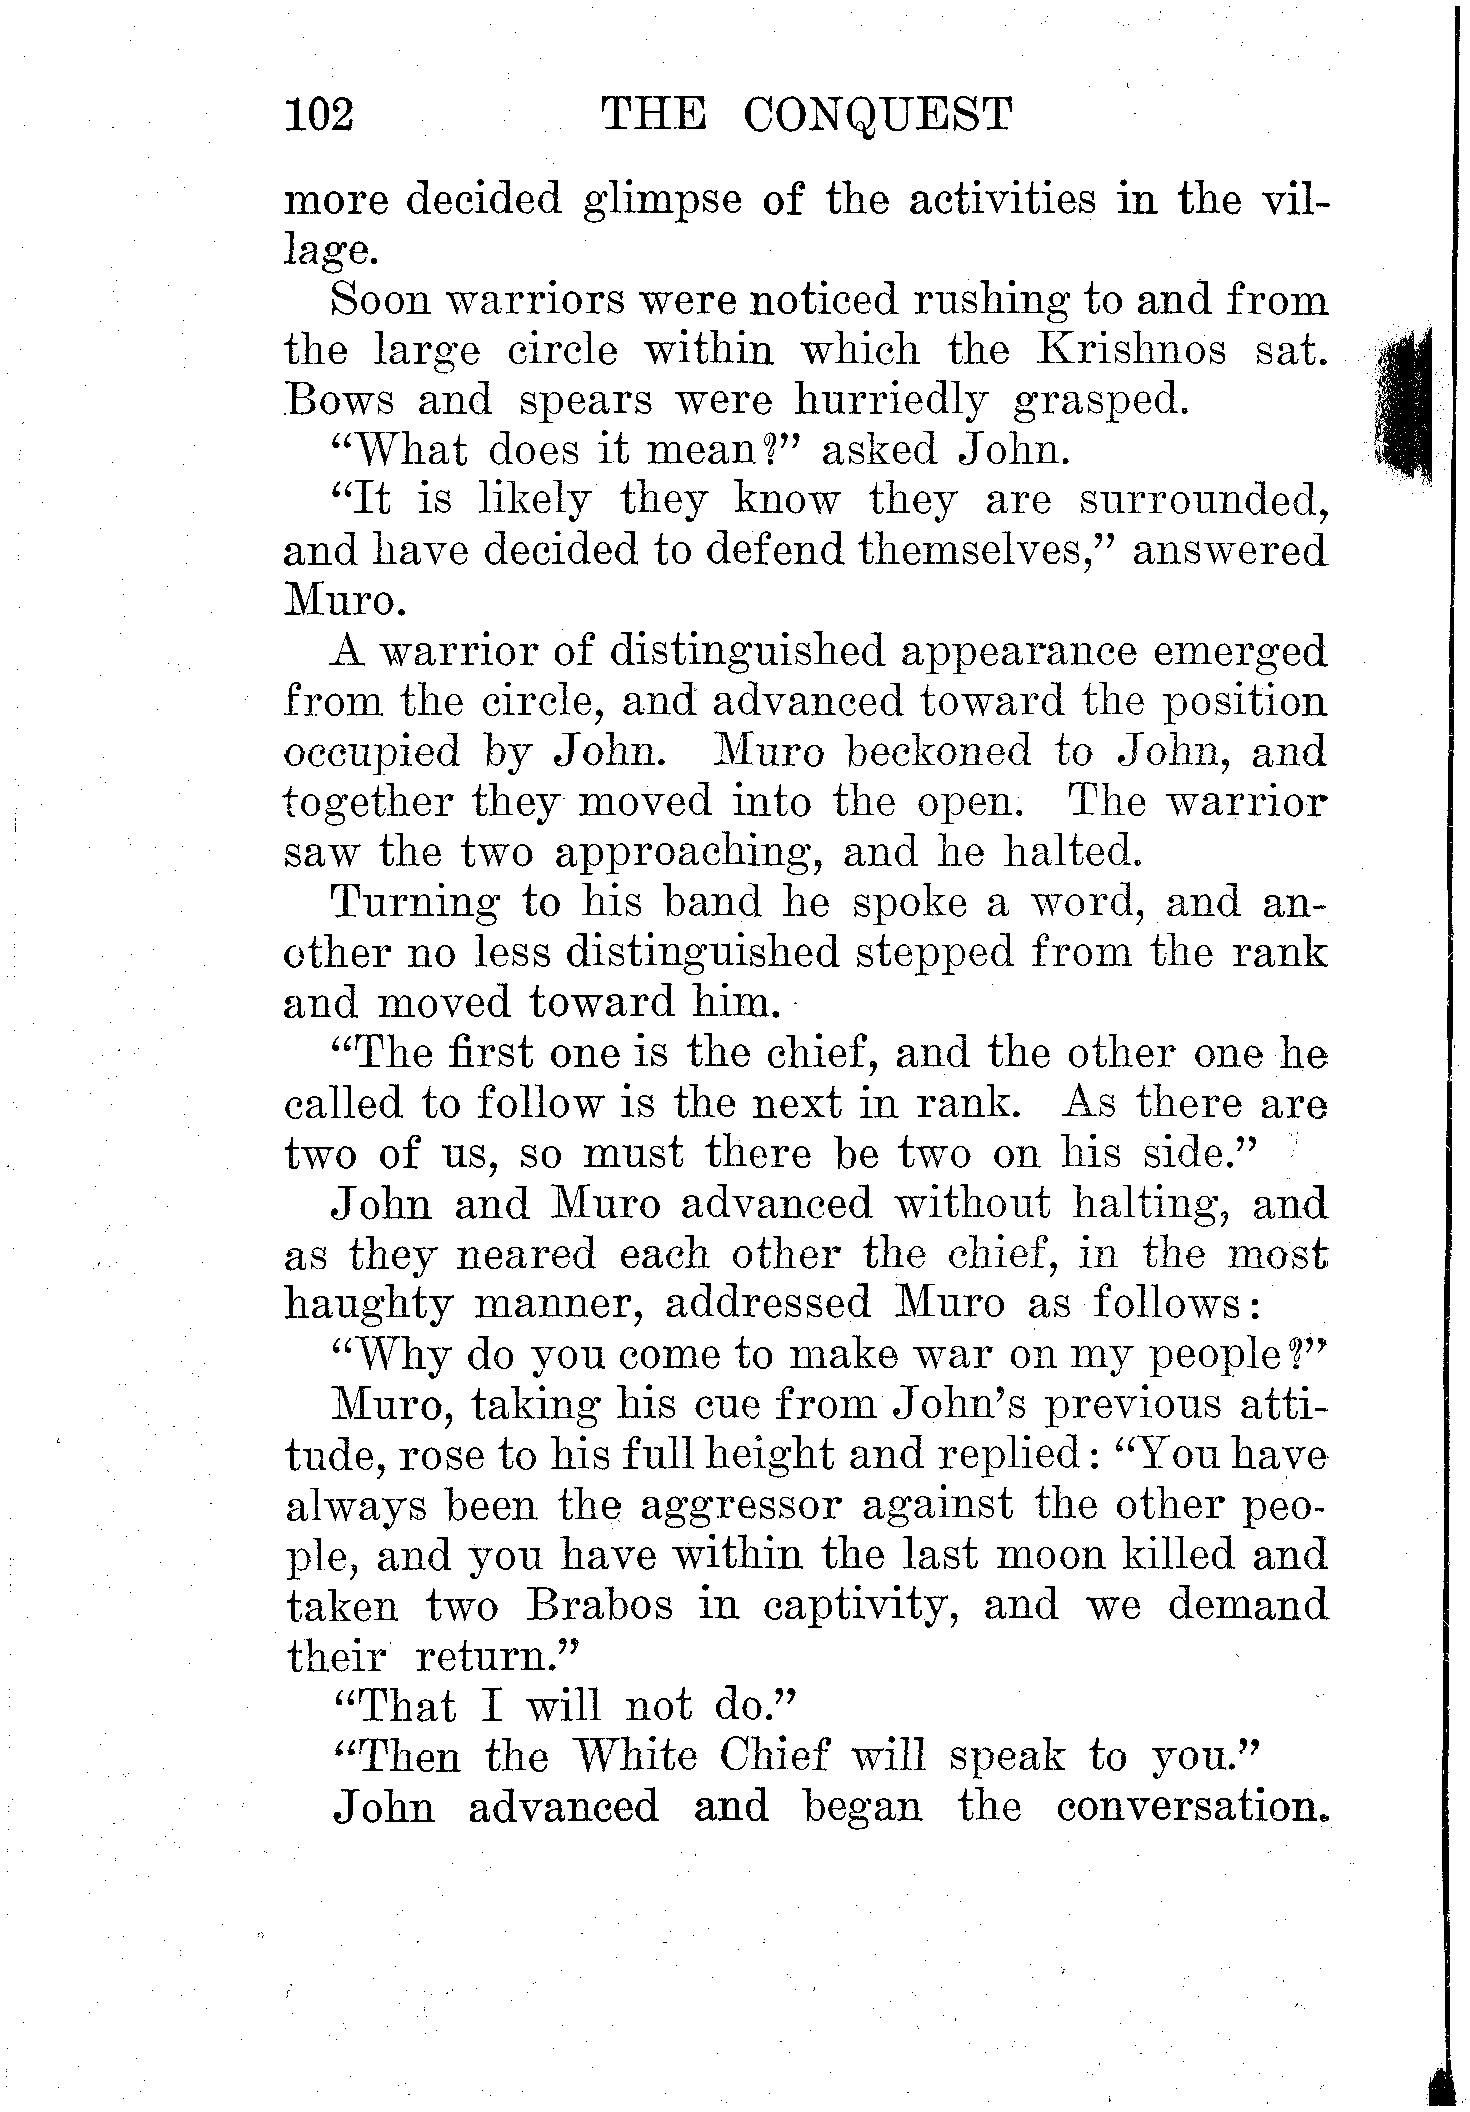 102 THE CONQUEST
more decided glimpse of the activities in the vil-
lage.
Soon warriors were noticed rushing to and from
the large circle within which the Krishnos sat.
Bows and spears were hurriedly grasped.
“What does it mean?” asked John.
“It is likely they know they are surrounded,
and have decided to defend themselves,” answered
Muro.
A warrior of distinguished appearance emerged
from the circle, and advanced toward the position
occupied by John. Muro beckoned to John, and
together they moved into the open. The warrior
saw the two approaching, and he halted.
Turning to his band he spoke a word, and an-
other no less distinguished stepped from the rank
and moved toward him.
“The first one is the chief, and the other one he
called to follow is the next in rank. As there are
two of us, so must there be two on his side.”
John and Muro advanced without halting, and
as they neared each other the chief, in the most
haughty manner, addressed Muro as follows:
“Why do you come to make war on my people?”
Muro, taking his cue from John’s previous atti-
tude, rose to his full height and replied: “You have
always been the aggressor against the other peo-
ple, and you have within the last moon killed and
taken two Brabos in captivity, and we demand
their return.”
“That I will not do.”
“Then the White Chief will speak to you.”
John advanced and began the conversation.